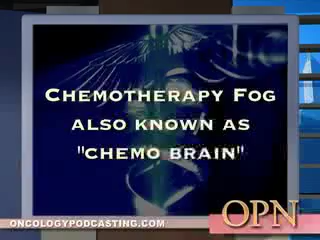 CHEMOTHERAPY FOG
ALSO KNOWN AS
"CHEMO BRAIN"
ONCOLOGYPODCASTING.COM
OPN